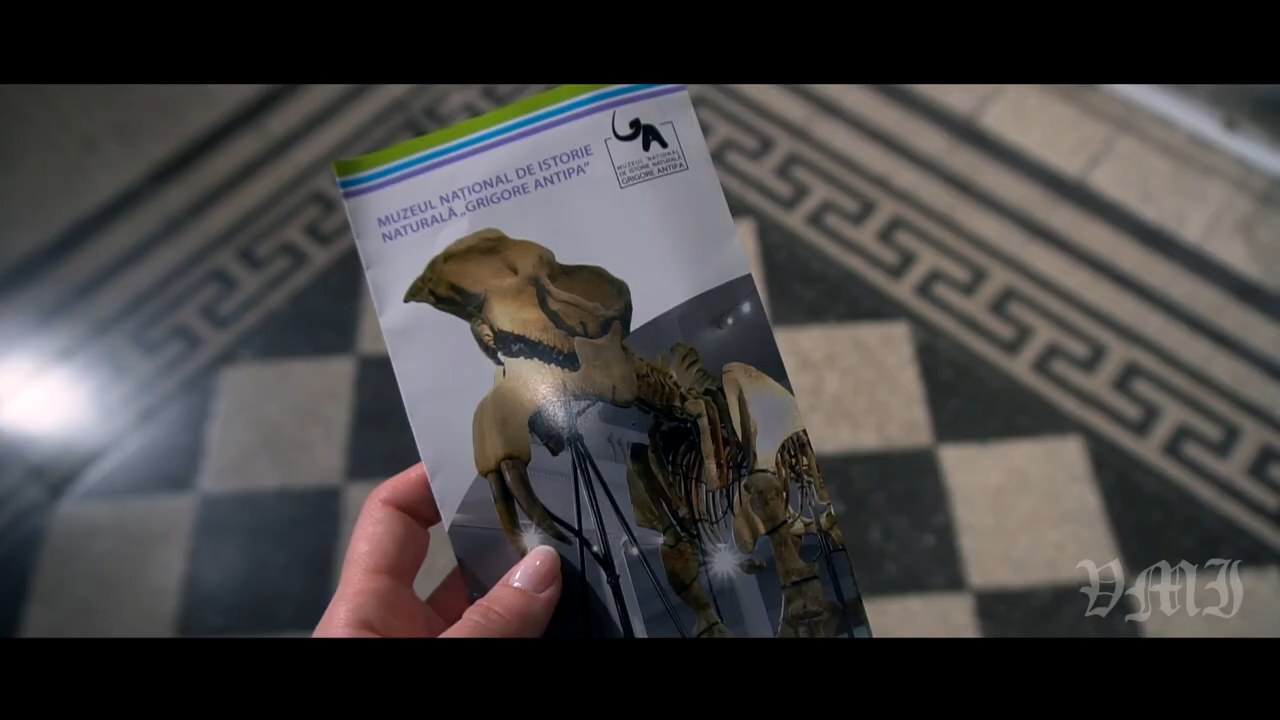 MUZEUL NAȚIONAL DE ISTORIE
NATURALĂ „GRIGORE ANTIPA”
GA
MUZEUL NAȚIONAL
DE ISTORIE NATURALĂ
GRIGORE ANTIPA
VMI